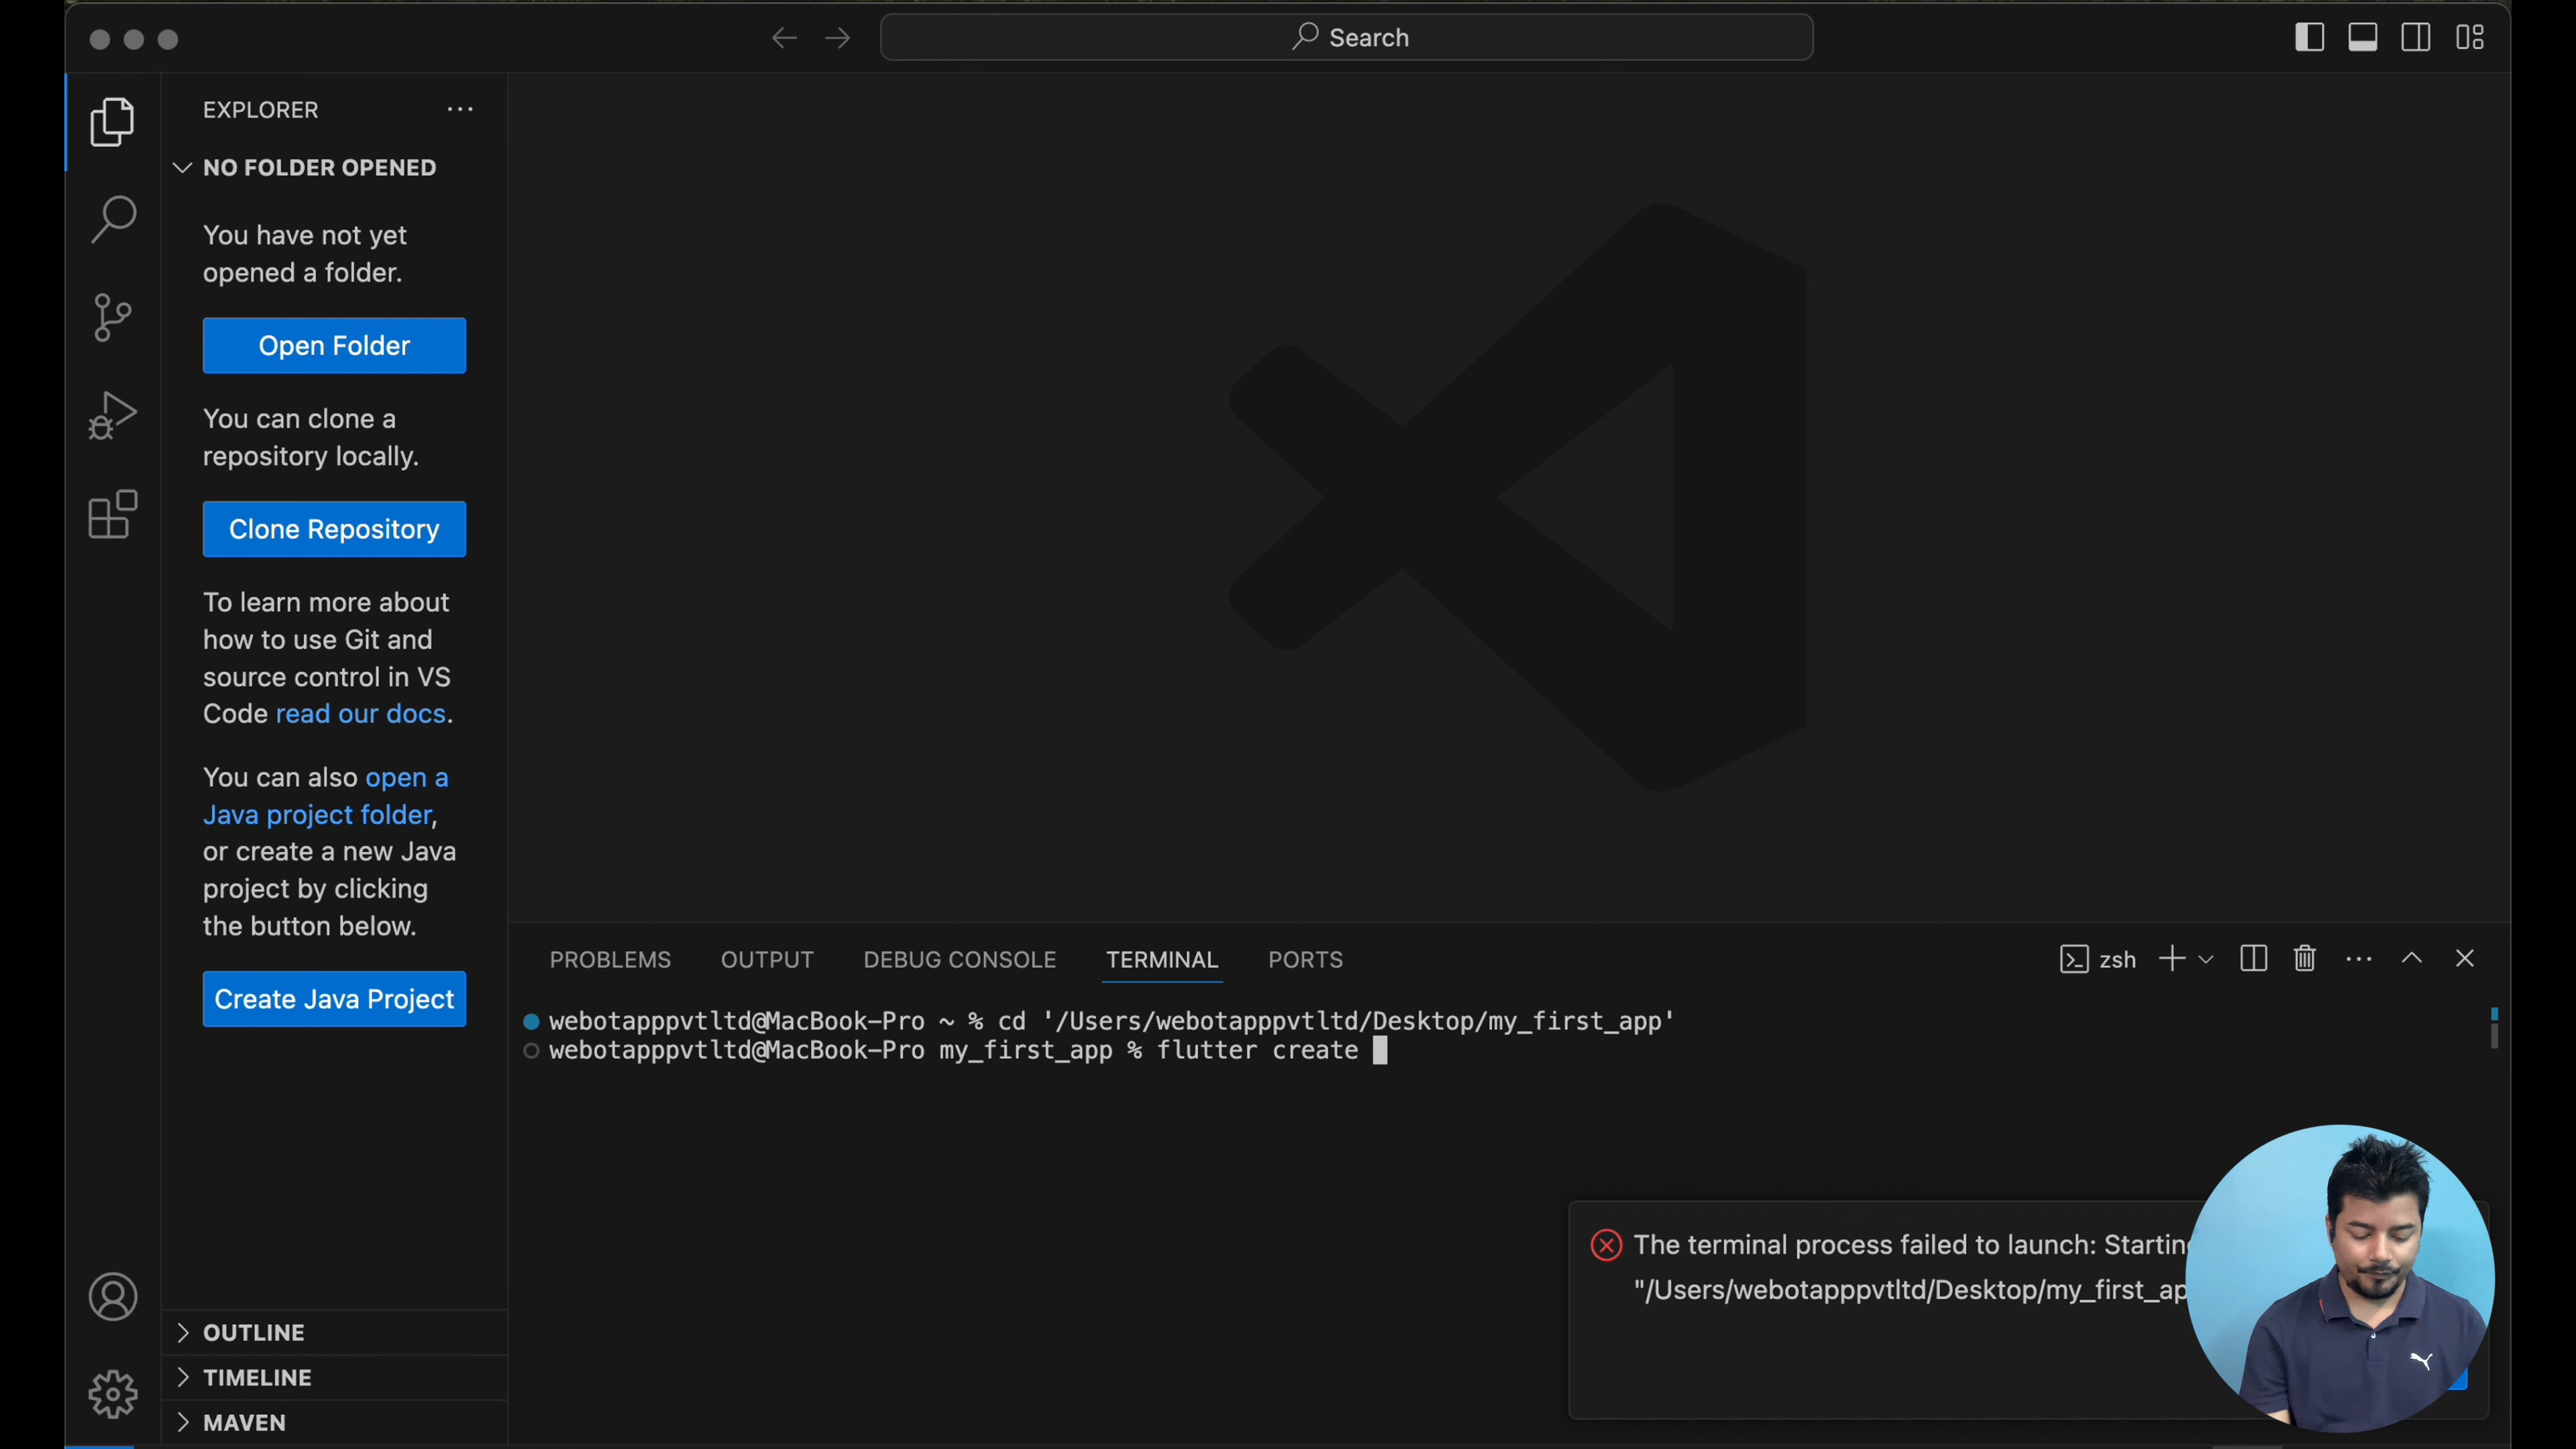 Search
EXPLORER
NO FOLDER OPENED
You have not yet
opened a folder.
Open Folder
You can clone a
repository locally.
Clone Repository
To learn more about
how to use Git and
source control in VS
Code read our docs.
You can also open a
Java project folder,
or create a new Java
project by clicking
the button below.
Create Java Project
OUTLINE
TIMELINE
MAVEN
PROBLEMS OUTPUT DEBUG CONSOLE TERMINAL PORTS zsh
webotapppvtltd@MacBook-Pro ~ % cd '/Users/webotapppvtltd/Desktop/my_first_app'
webotapppvtltd@MacBook-Pro my_first_app % flutter create
The terminal process failed to launch: Starting
"/Users/webotapppvtltd/Desktop/my_first_ap